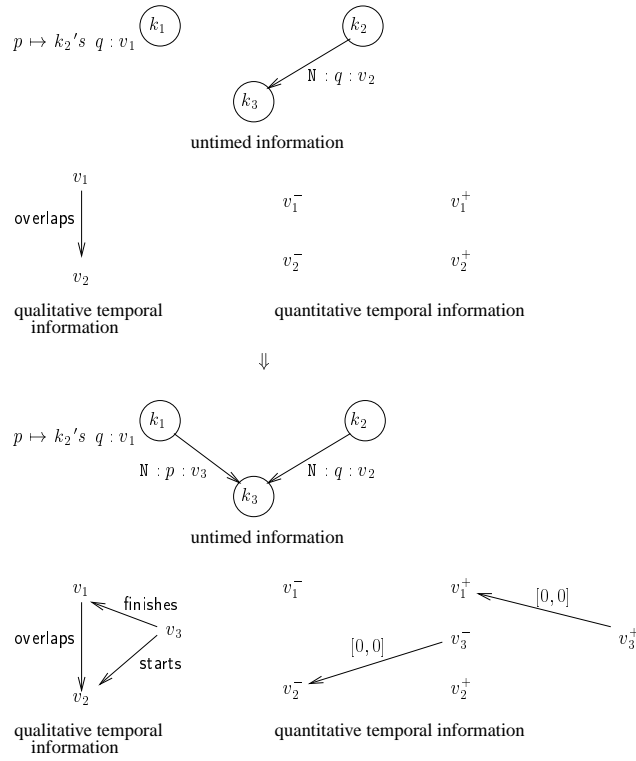 k₁ k₂
p ↦ k₂'s q : v₁
N : q : v₂
k₃
untimed information
v₁
v₁⁻ v₁⁺
overlaps
v₂⁻ v₂⁺
v₂
qualitative temporal
information
quantitative temporal information
⇓
k₁ k₂
p ↦ k₂'s q : v₁
N : p : v₃ N : q : v₂
k₃
untimed information
v₁
finishes
v₃
overlaps
starts
v₂
v₁⁻ v₁⁺
[0, 0]
v₃⁻ v₃⁺
[0, 0]
v₂⁻ v₂⁺
qualitative temporal
information
quantitative temporal information